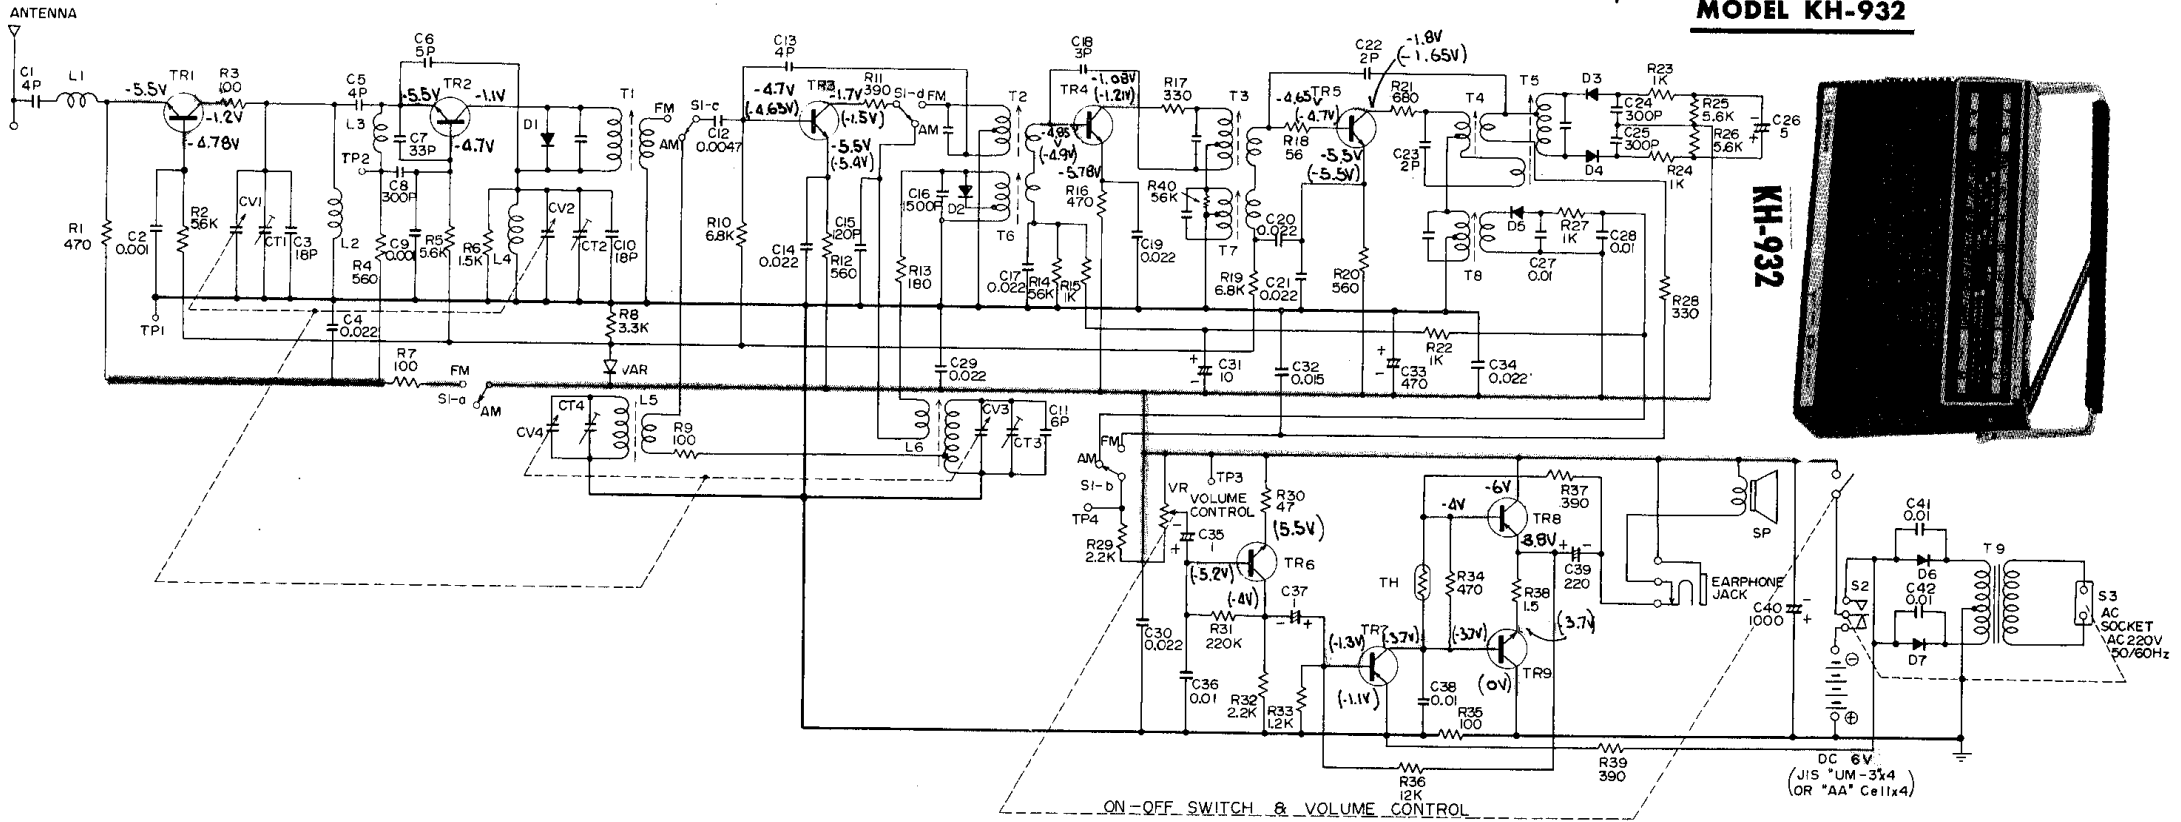 MODEL KH-932
KH-932
ANTENNA
C1
4P
L1
-5.5V
TR1
R3
100
-1.2V
-4.78V
C5
4P
C6
5P
L3
-5.5V
TR2
-1.1V
C7
33P
-4.7V
TP2
C8
300P
D1
T1
FM
AM
S1-c
C12
0.0047
C13
4P
-4.7V
(-4.65V)
TR3
-1.7V
(-1.5V)
R11
390
S1-d
FM
AM
-5.5V
(-5.4V)
T2
C18
3P
TR4
-1.08V
(-1.21V)
-4.85
V
(-4.9V)
-5.78V
R17
330
T3
-4.65V
(-4.7V)
TR5
R18
56
C22
2P
-1.8V
(-1.65V)
R21
680
-5.5V
(-5.5V)
C23
2P
T4
T5
D3
D4
R23
1K
C24
300P
C25
300P
R24
1K
R25
5.6K
R26
5.6K
C26
5
R1
470
C2
0.001
R2
56K
CV1
CT1
C3
18P
L2
R4
560
C9
0.001
R5
5.6K
R6
1.5K
L4
CV2
CT2
C10
18P
R10
6.8K
C14
0.022
R12
560
C15
120P
R13
180
C16
1500P
D2
T6
C17
0.022
R14
56K
R15
1K
R16
470
C19
0.022
R40
56K
T7
C20
0.022
R19
6.8K
C21
0.022
R20
560
T8
D5
R27
1K
C27
0.01
C28
0.01
R28
330
TP1
C4
0.022
R7
100
FM
S1-a
AM
R8
3.3K
VAR
C29
0.022
C31
10
C32
0.015
C33
470
R22
1K
C34
0.022
CV4
CT4
L5
R9
100
L6
CV3
CT3
C11
6P
FM
AM
S1-b
TP4
R29
2.2K
VR
VOLUME
CONTROL
TP3
C35
1
R30
47
(5.5V)
TR6
(-5.2V)
(-4V)
R31
220K
C37
1
C30
0.022
C36
0.01
R32
2.2K
R33
1.2K
TR7
(-1.3V)
(-3.7V)
(-1.1V)
TH
R34
470
-4V
-6V
TR8
-3.8V
R37
390
C39
220
R38
1.5
(-3.7V)
(-3.7V)
TR9
(0V)
C38
0.01
R35
100
R36
12K
R39
390
SP
EARPHONE
JACK
C40
1000
S2
C41
0.01
D6
C42
0.01
D7
T9
S3
AC
SOCKET
AC220V
50/60Hz
DC 6V
(JIS "UM-3"x4
(OR "AA" Cellx4)
ON-OFF SWITCH & VOLUME CONTROL